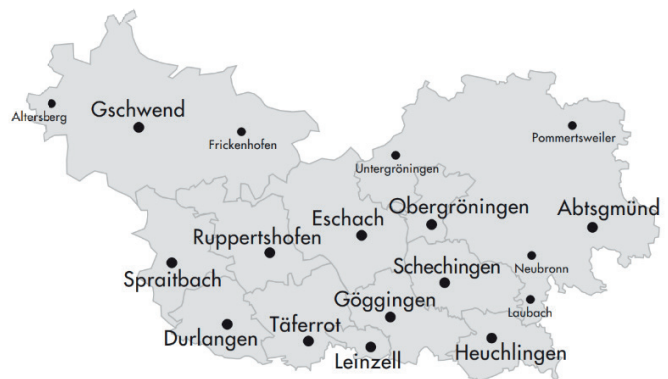 Altersberg
Gschwend
Frickenhofen
Pommertsweiler
Untergröningen
Obergröningen
Abtsgmünd
Eschach
Ruppertshofen
Schechingen
Neubronn
Spraitbach
Göggingen
Laubach
Täferrot
Durlangen
Leinzell
Heuchlingen